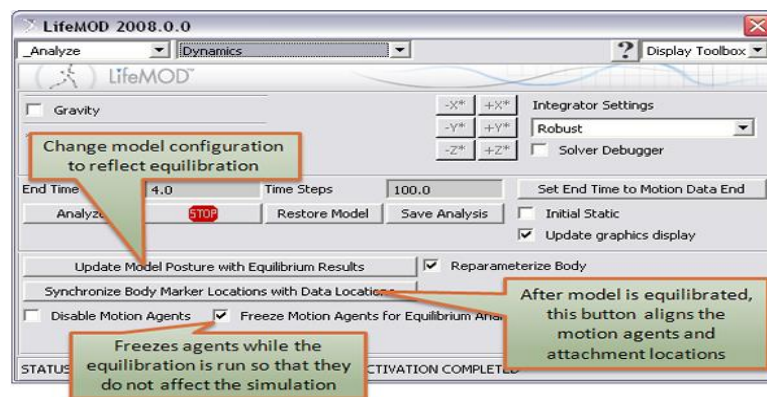 LifeMOD 2008.0.0
_Analyze Dynamics ? Display Toolbox
LifeMOD™
Gravity -X* +X* Integrator Settings
-Y* +Y* Robust
-Z* +Z* Solver Debugger
Change model configuration
to reflect equilibration
End Time 4.0 Time Steps 100.0 Set End Time to Motion Data End
Analyze STOP Restore Model Save Analysis Initial Static
Update graphics display
Update Model Posture with Equilibrium Results Reparameterize Body
Synchronize Body Marker Locations with Data Locations
Disable Motion Agents Freeze Motion Agents for Equilibrium
After model is equilibrated,
this button aligns the
motion agents and
attachment locations
Freezes agents while the
equilibration is run so that they
do not affect the simulation
STATUS COMPLETED